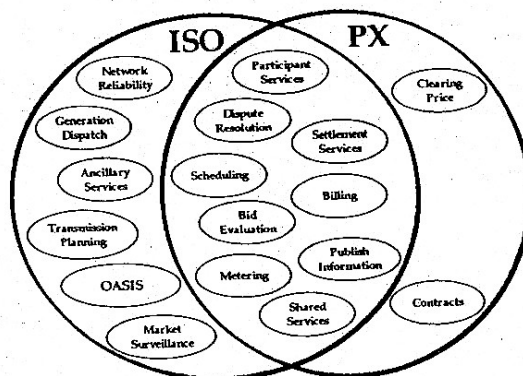 ISO
PX
Network
Reliability
Generation
Dispatch
Ancillary
Services
Transmission
Planning
OASIS
Market
Surveillance
Participant
Services
Dispute
Resolution
Settlement
Services
Scheduling
Billing
Bid
Evaluation
Publish
Information
Metering
Shared
Services
Clearing
Price
Contracts